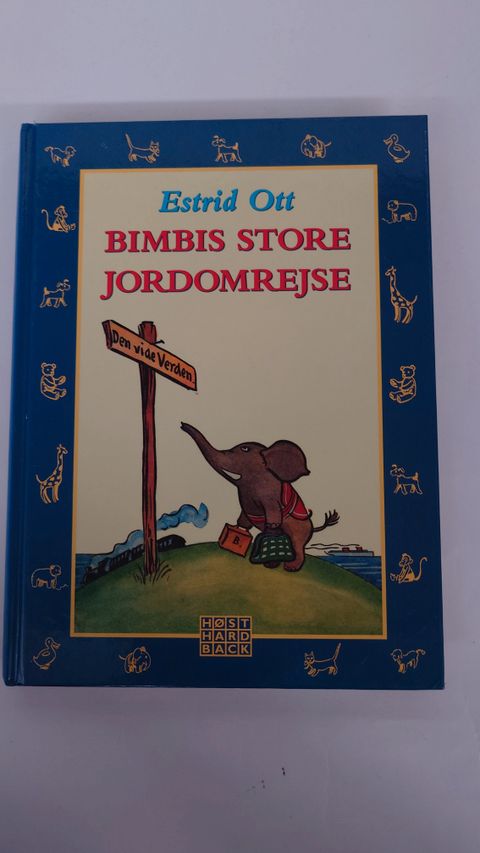 Estrid Ott
BIMBIS STORE
JORDOMREJSE
Den vide Verden
B.
HØST
HARD
BACK